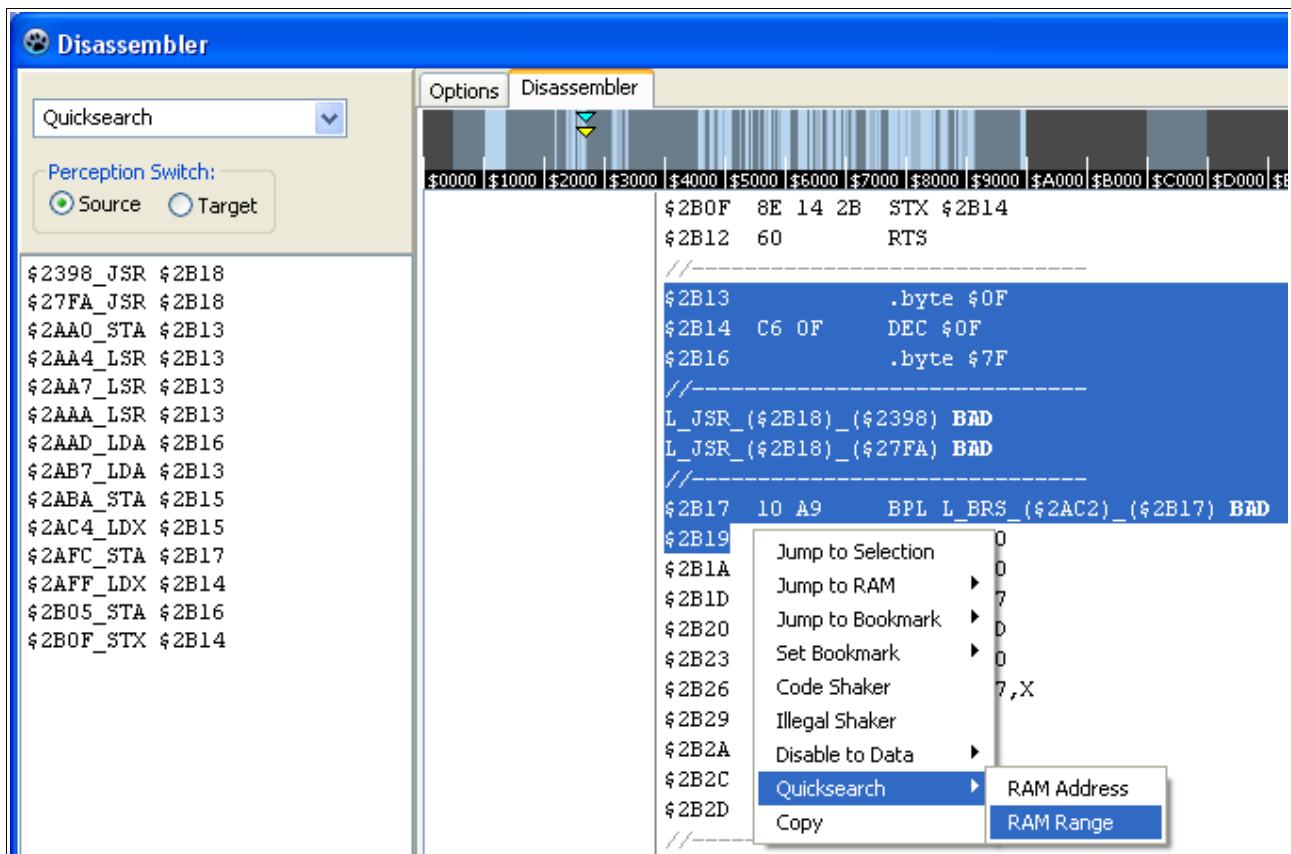 Disassembler
Quicksearch
Perception Switch:
Source Target
$2398_JSR $2B18
$27FA_JSR $2B18
$2AA0_STA $2B13
$2AA4_LSR $2B13
$2AA7_LSR $2B13
$2AAA_LSR $2B13
$2AAD_LDA $2B16
$2AB7_LDA $2B13
$2ABA_STA $2B15
$2AC4_LDX $2B15
$2AFC_STA $2B17
$2AFF_LDX $2B14
$2B05_STA $2B16
$2B0F_STX $2B14
Options Disassembler
$0000 $1000 $2000 $3000 $4000 $5000 $6000 $7000 $8000 $9000 $A000 $B000 $C000 $D000
$2B0F 8E 14 2B STX $2B14
$2B12 60 RTS
//------------------------------
$2B13 .byte $0F
$2B14 C6 0F DEC $0F
$2B16 .byte $7F
//------------------------------
L_JSR_($2B18)_($2398) BAD
L_JSR_($2B18)_($27FA) BAD
//------------------------------
$2B17 10 A9 BPL L_BRS_($2AC2)_($2B17) BAD
$2B19 0
$2B1A 0
$2B1D 7
$2B20 D
$2B23 0
$2B26 7,X
$2B29
$2B2A
$2B2C
$2B2D
//----
Jump to Selection
Jump to RAM
Jump to Bookmark
Set Bookmark
Code Shaker
Illegal Shaker
Disable to Data
Quicksearch
Copy
RAM Address
RAM Range